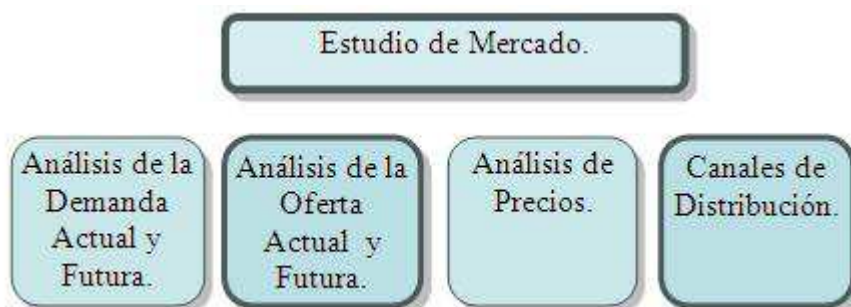 Estudio de Mercado.
Análisis de la
Demanda
Actual y
Futura.
Análisis de la
Oferta
Actual y
Futura.
Análisis de
Precios.
Canales de
Distribución.